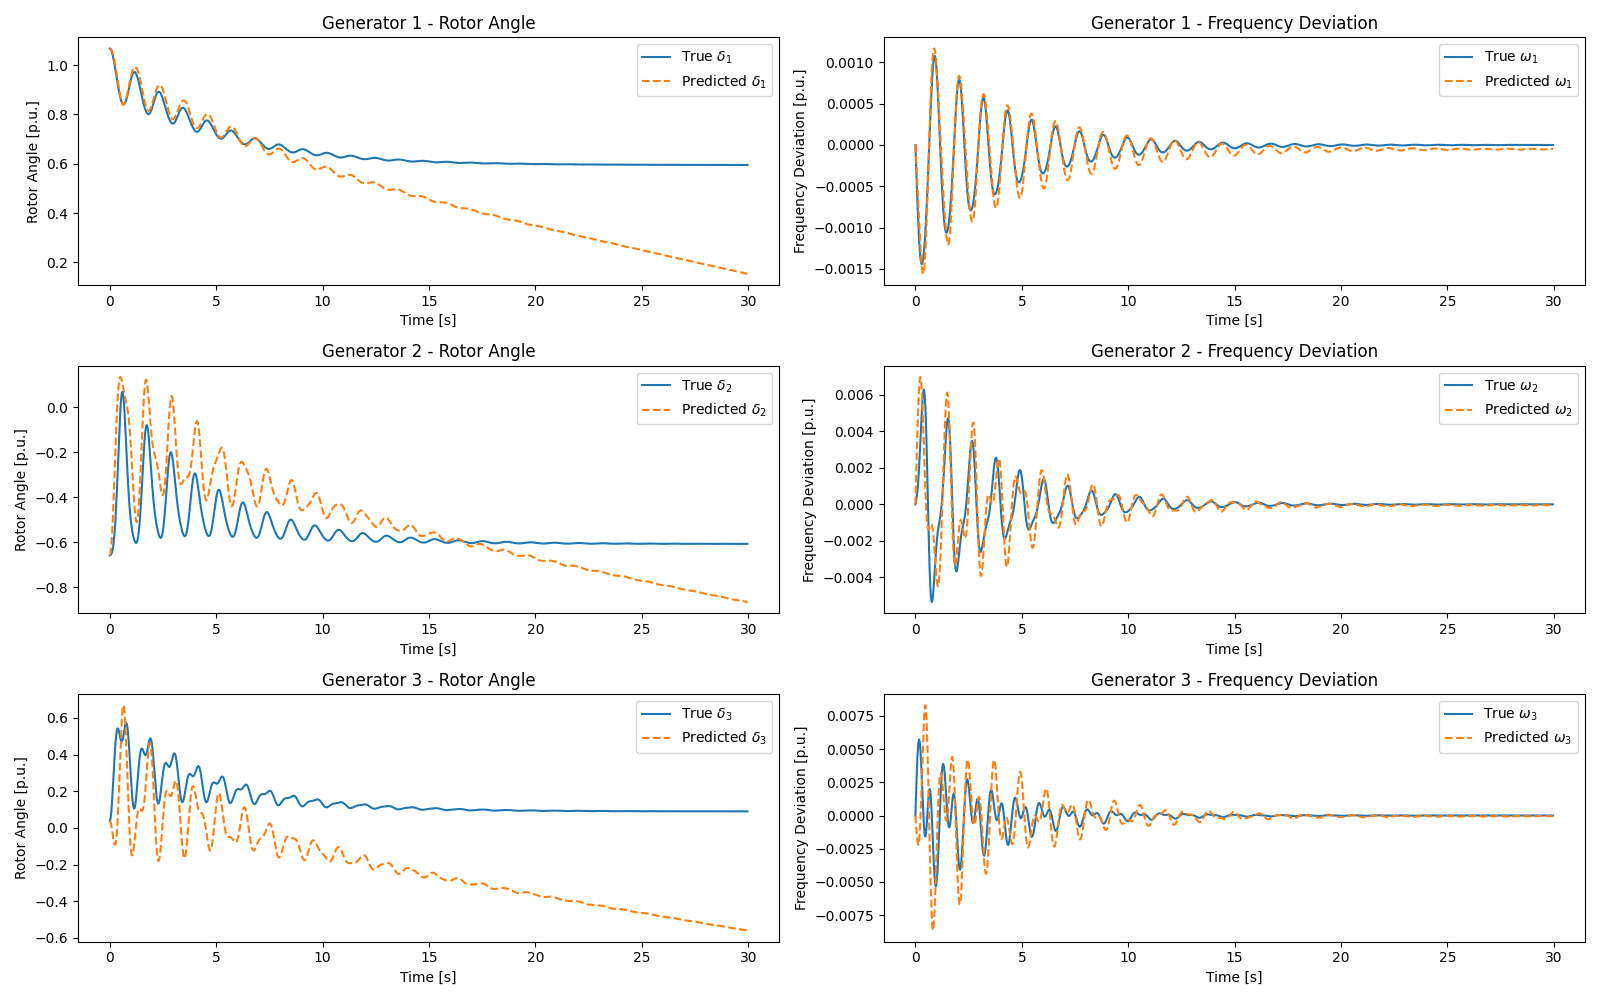 Generator 1 - Rotor Angle
Rotor Angle [p.u.]
1.0
0.8
0.6
0.4
0.2
True δ1
Predicted δ1
0 5 10 15 20 25 30
Time [s]
Generator 1 - Frequency Deviation
Frequency Deviation [p.u.]
0.0010
0.0005
0.0000
−0.0005
−0.0010
−0.0015
True ω1
Predicted ω1
0 5 10 15 20 25 30
Time [s]
Generator 2 - Rotor Angle
Rotor Angle [p.u.]
0.0
−0.2
−0.4
−0.6
−0.8
True δ2
Predicted δ2
0 5 10 15 20 25 30
Time [s]
Generator 2 - Frequency Deviation
Frequency Deviation [p.u.]
0.006
0.004
0.002
0.000
−0.002
−0.004
True ω2
Predicted ω2
0 5 10 15 20 25 30
Time [s]
Generator 3 - Rotor Angle
Rotor Angle [p.u.]
0.6
0.4
0.2
0.0
−0.2
−0.4
−0.6
True δ3
Predicted δ3
0 5 10 15 20 25 30
Time [s]
Generator 3 - Frequency Deviation
Frequency Deviation [p.u.]
0.0075
0.0050
0.0025
0.0000
−0.0025
−0.0050
−0.0075
True ω3
Predicted ω3
0 5 10 15 20 25 30
Time [s]